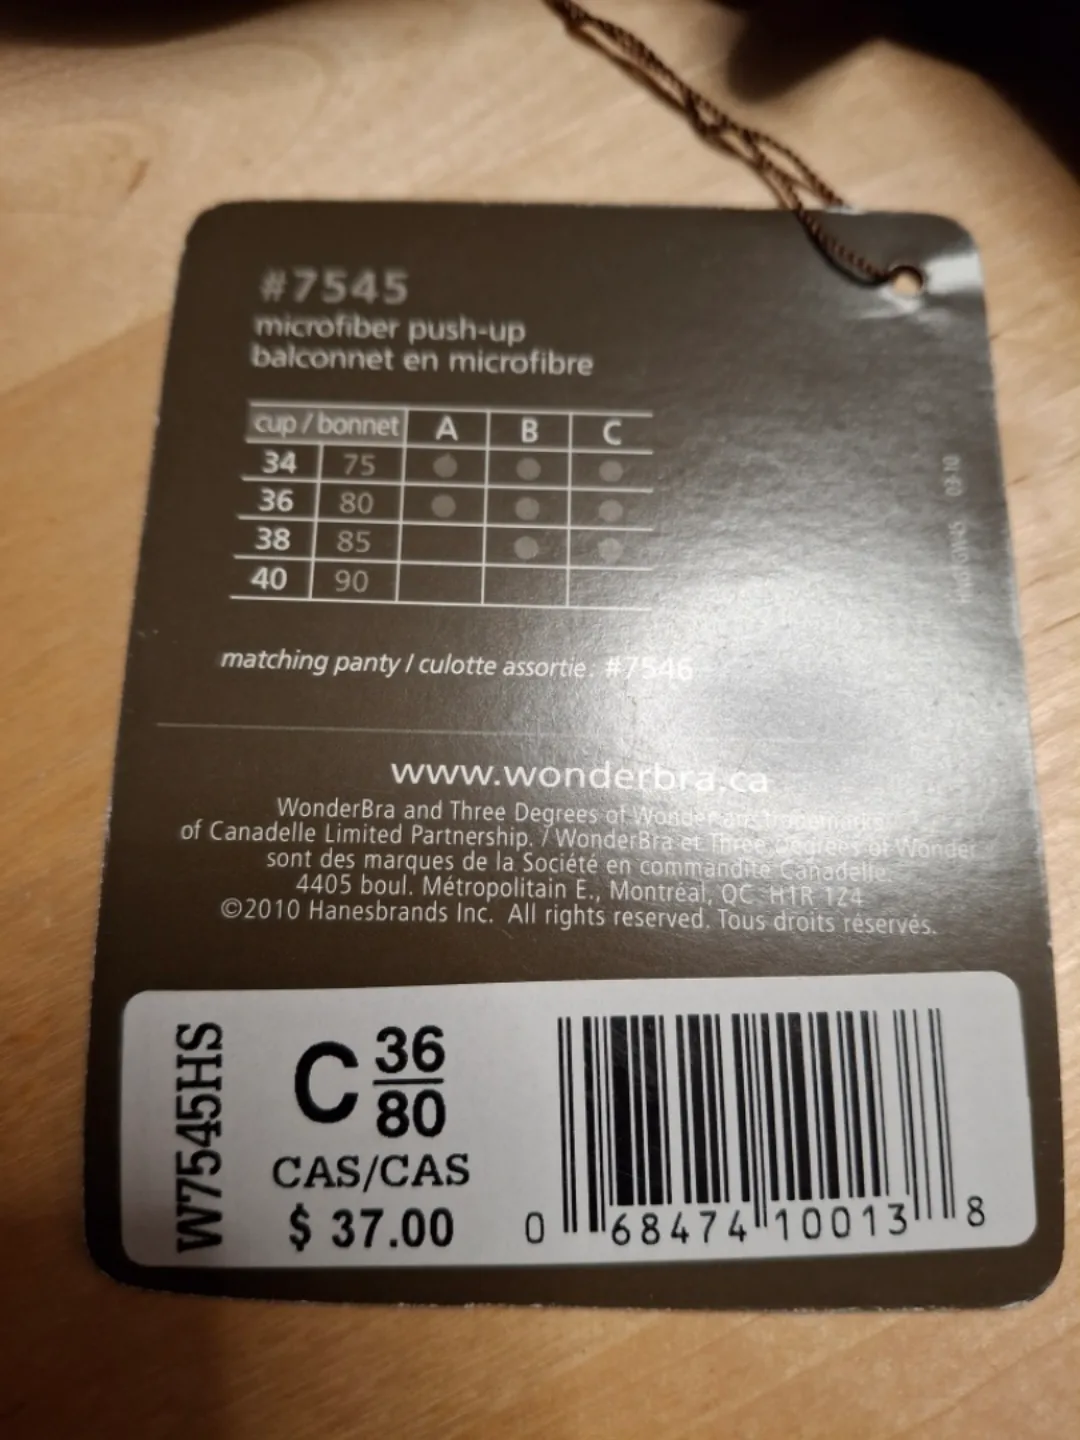 #7545
microfiber push-up
balconnet en microfibre
cup / bonnet A B C
34 75
36 80
38 85
40 90
matching panty / culotte assortie: #7546
www.wonderbra.ca
WonderBra and Three Degrees of Wonder are trademarks
of Canadelle Limited Partnership. / WonderBra et Three Degrees of Wonder
sont des marques de la Société en commandite Canadelle.
4405 boul. Métropolitain E., Montréal, QC H1R 1Z4
©2010 Hanesbrands Inc. All rights reserved. Tous droits réservés.
W7545HS
C 36
80
CAS/CAS
$ 37.00
0 68474 10013 8